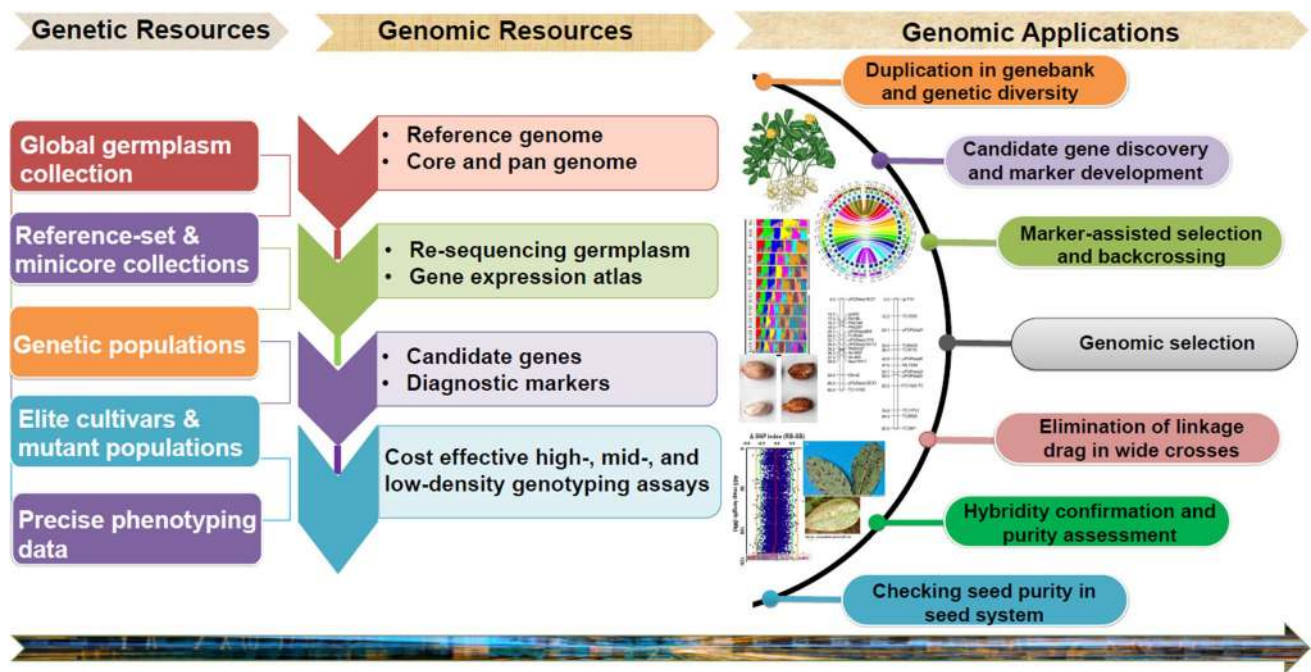 Genetic Resources
Genomic Resources
Genomic Applications
Global germplasm
collection
Reference-set &
minicore collections
Genetic populations
Elite cultivars &
mutant populations
Precise phenotyping
data
• Reference genome
• Core and pan genome
• Re-sequencing germplasm
• Gene expression atlas
• Candidate genes
• Diagnostic markers
Cost effective high-, mid-, and
low-density genotyping assays
Duplication in genebank
and genetic diversity
Candidate gene discovery
and marker development
Marker-assisted selection
and backcrossing
Genomic selection
Elimination of linkage
drag in wide crosses
Hybridity confirmation and
purity assessment
Checking seed purity in
seed system
Δ SNP index (RB-SB)